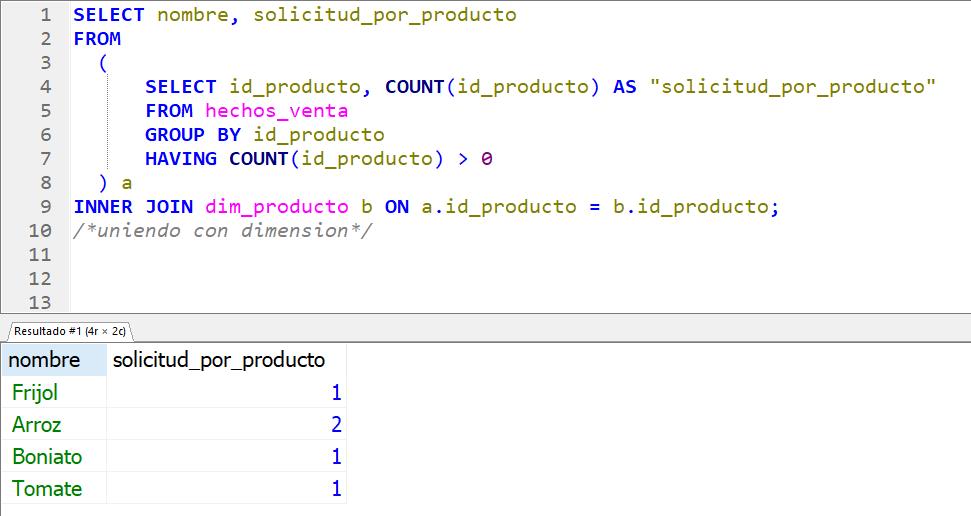 1 SELECT nombre, solicitud_por_producto
2 FROM
3 (
4 SELECT id_producto, COUNT(id_producto) AS "solicitud_por_producto"
5 FROM hechos_venta
6 GROUP BY id_producto
7 HAVING COUNT(id_producto) > 0
8 ) a
9 INNER JOIN dim_producto b ON a.id_producto = b.id_producto;
10 /*uniendo con dimension*/
11
12
13
Resultado #1 (4r × 2c)
nombre solicitud_por_producto
Frijol 1
Arroz 2
Boniato 1
Tomate 1